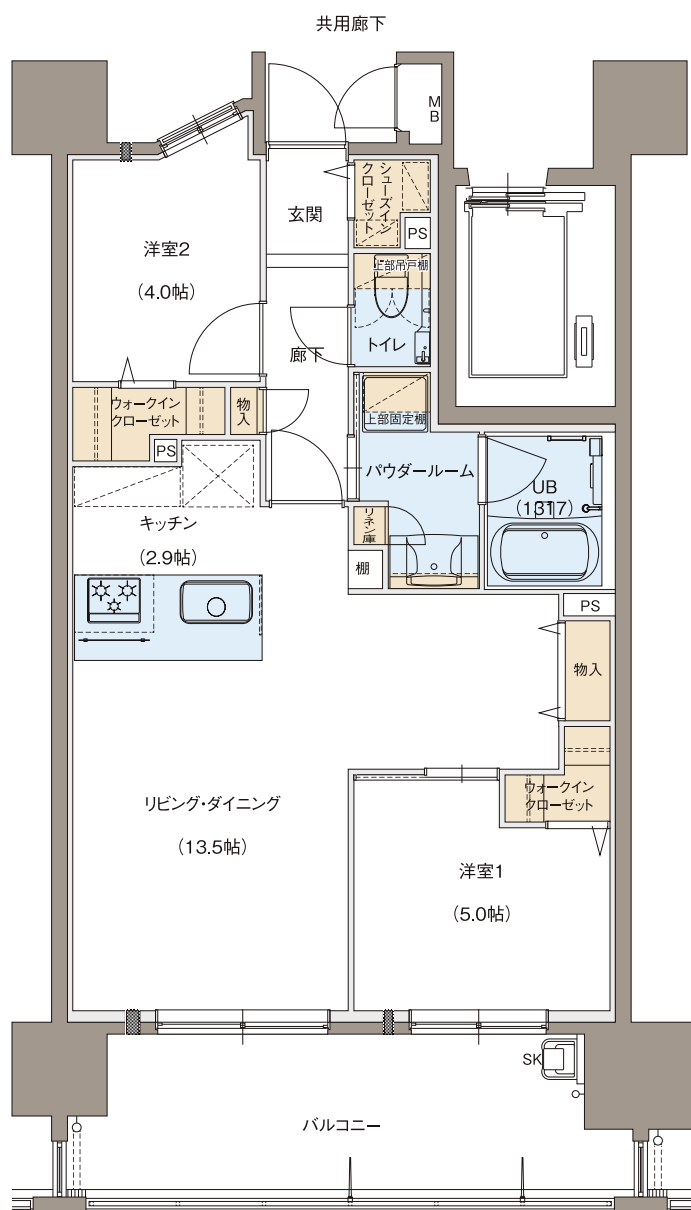 共用廊下
MB
シューズイン
クローゼット
玄関
PS
洋室2
（4.0帖）
上部吊戸棚
トイレ
廊下
ウォークイン
クローゼット
物入
上部固定棚
PS
パウダールーム
UB
（1317）
キッチン
（2.9帖）
リネン庫
棚
PS
物入
リビング・ダイニング
（13.5帖）
ウォークイン
クローゼット
洋室1
（5.0帖）
SK
バルコニー